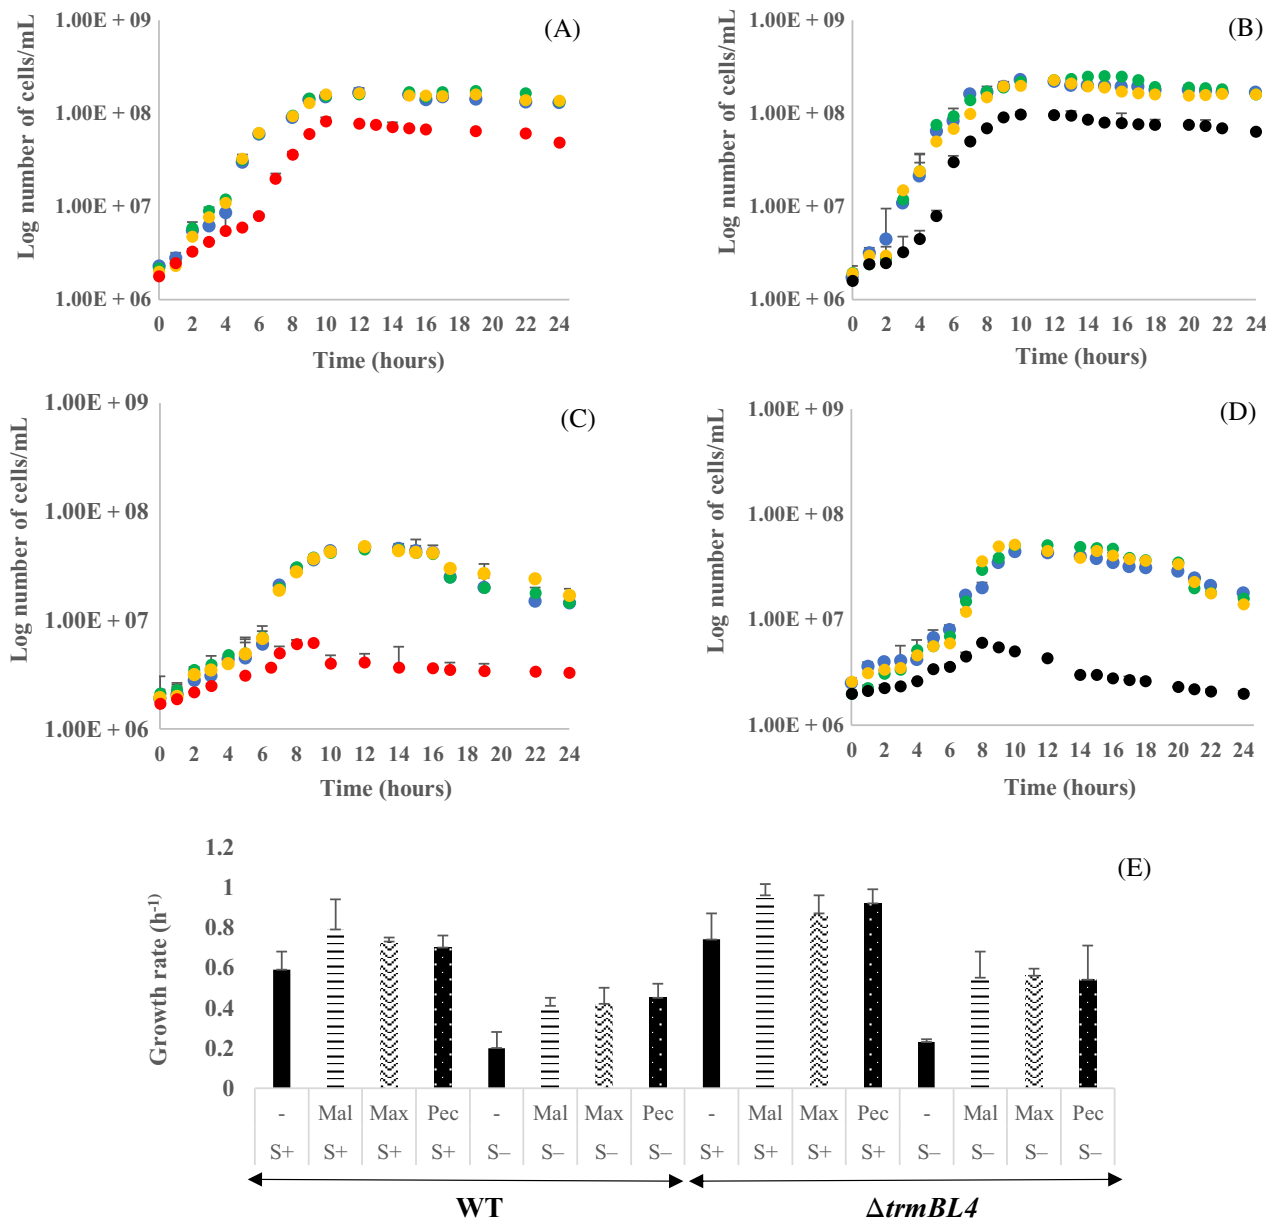 (A)
Log number of cells/mL
1.00E + 09
1.00E + 08
1.00E + 07
1.00E + 06
0 2 4 6 8 10 12 14 16 18 20 22 24
Time (hours)
(B)
Log number of cells/mL
1.00E + 09
1.00E + 08
1.00E + 07
1.00E + 06
0 2 4 6 8 10 12 14 16 18 20 22 24
Time (hours)
(C)
Log number of cells/mL
1.00E + 09
1.00E + 08
1.00E + 07
1.00E + 06
0 2 4 6 8 10 12 14 16 18 20 22 24
Time (hours)
(D)
Log number of cells/mL
1.00E + 09
1.00E + 08
1.00E + 07
1.00E + 06
0 2 4 6 8 10 12 14 16 18 20 22 24
Time (hours)
(E)
Growth rate (h-1)
1.2
1
0.8
0.6
0.4
0.2
0
- Mal Max Pec - Mal Max Pec - Mal Max Pec - Mal Max Pec
S+ S+ S+ S+ S– S– S– S– S+ S+ S+ S+ S– S– S– S–
WT ΔtrmBL4